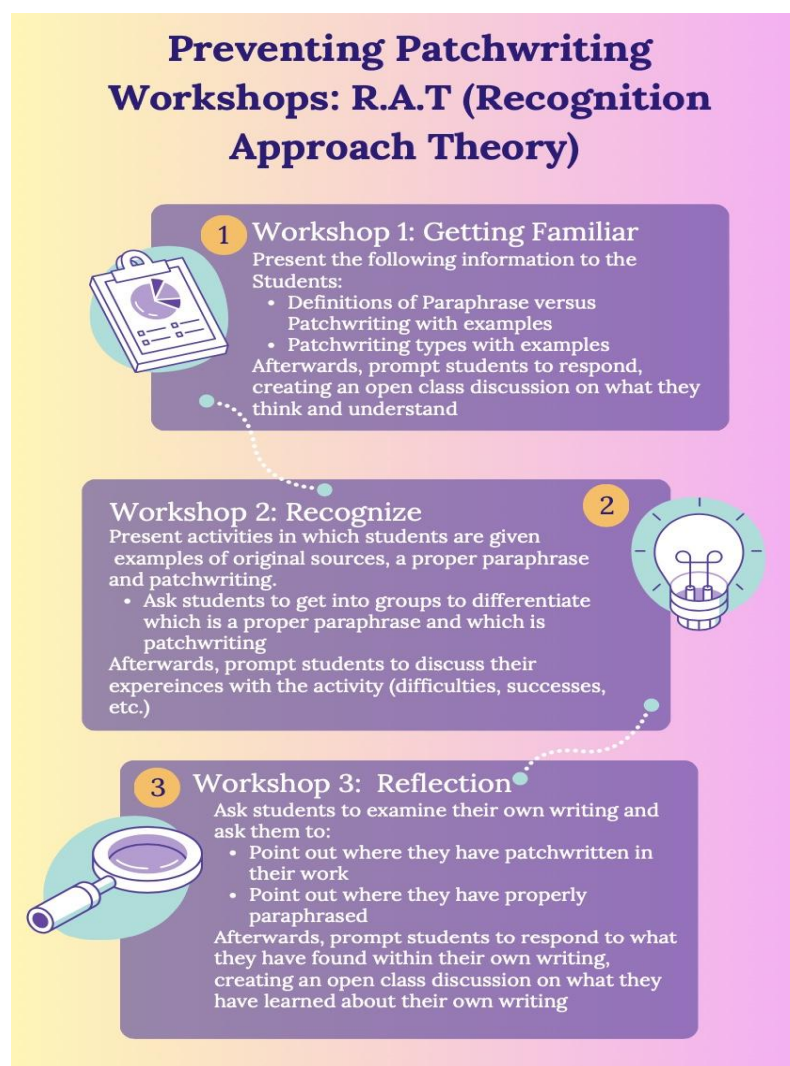 Preventing Patchwriting
Workshops: R.A.T (Recognition
Approach Theory)
1
Workshop 1: Getting Familiar
Present the following information to the
Students:
• Definitions of Paraphrase versus
Patchwriting with examples
• Patchwriting types with examples
Afterwards, prompt students to respond,
creating an open class discussion on what they
think and understand
Workshop 2: Recognize
2
Present activities in which students are given
examples of original sources, a proper paraphrase
and patchwriting.
• Ask students to get into groups to differentiate
which is a proper paraphrase and which is
patchwriting
Afterwards, prompt students to discuss their
expereinces with the activity (difficulties, successes,
etc.)
3
Workshop 3: Reflection
Ask students to examine their own writing and
ask them to:
• Point out where they have patchwritten in
their work
• Point out where they have properly
paraphrased
Afterwards, prompt students to respond to what
they have found within their own writing,
creating an open class discussion on what they
have learned about their own writing